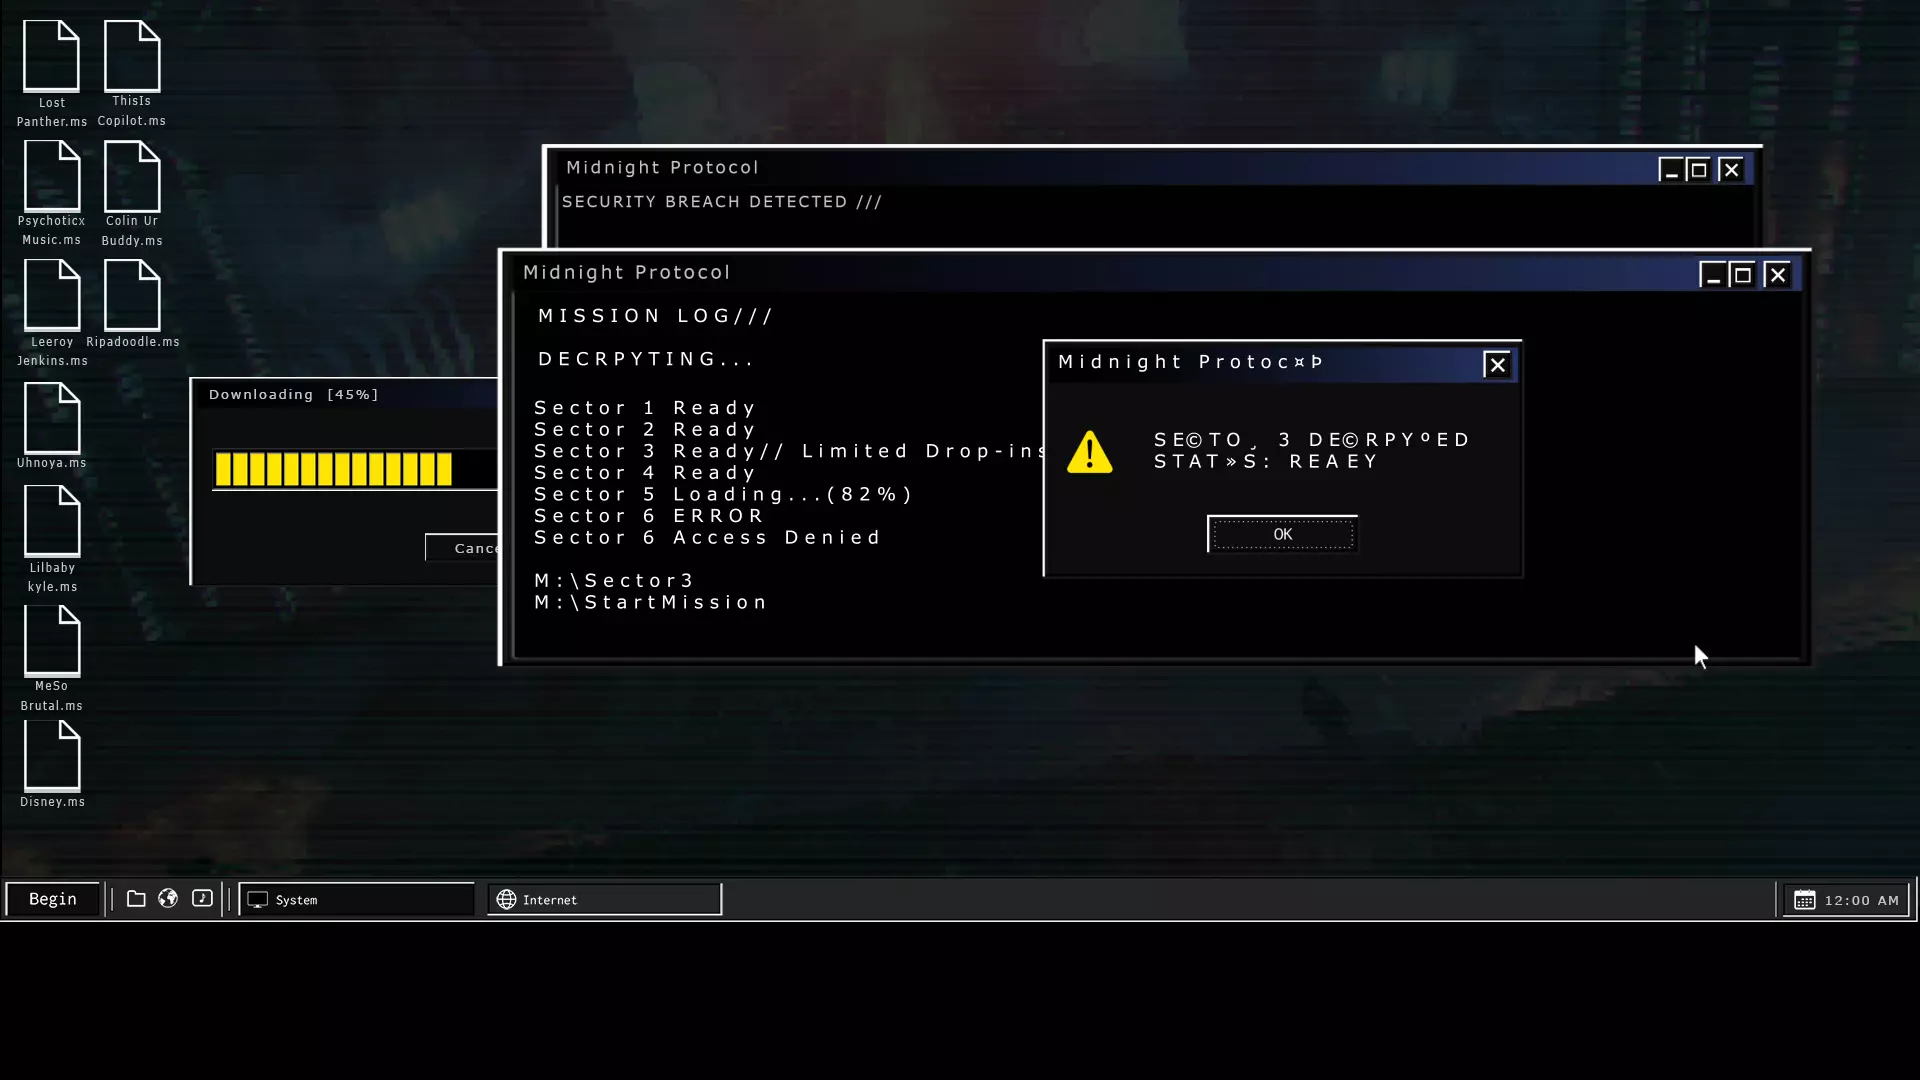 Lost
Panther.ms
ThisIs
Copilot.ms
Psychoticx
Music.ms
Colin Ur
Buddy.ms
Leeroy
Jenkins.ms
Ripadoodle.ms
Uhnoya.ms
Lilbaby
kyle.ms
MeSo
Brutal.ms
Disney.ms
Midnight Protocol
SECURITY BREACH DETECTED ///
Midnight Protocol
MISSION LOG///
DECRPYTING...
Sector 1 Ready
Sector 2 Ready
Sector 3 Ready// Limited Drop-ins
Sector 4 Ready
Sector 5 Loading...(82%)
Sector 6 ERROR
Sector 6 Access Denied
M:\Sector3
M:\StartMission
Midnight Protoc¤Þ
SE©TO¸ 3 DE©RPYºED
STAT»S: REAEY
OK
Downloading [45%]
Cance
Begin
System
Internet
12:00 AM